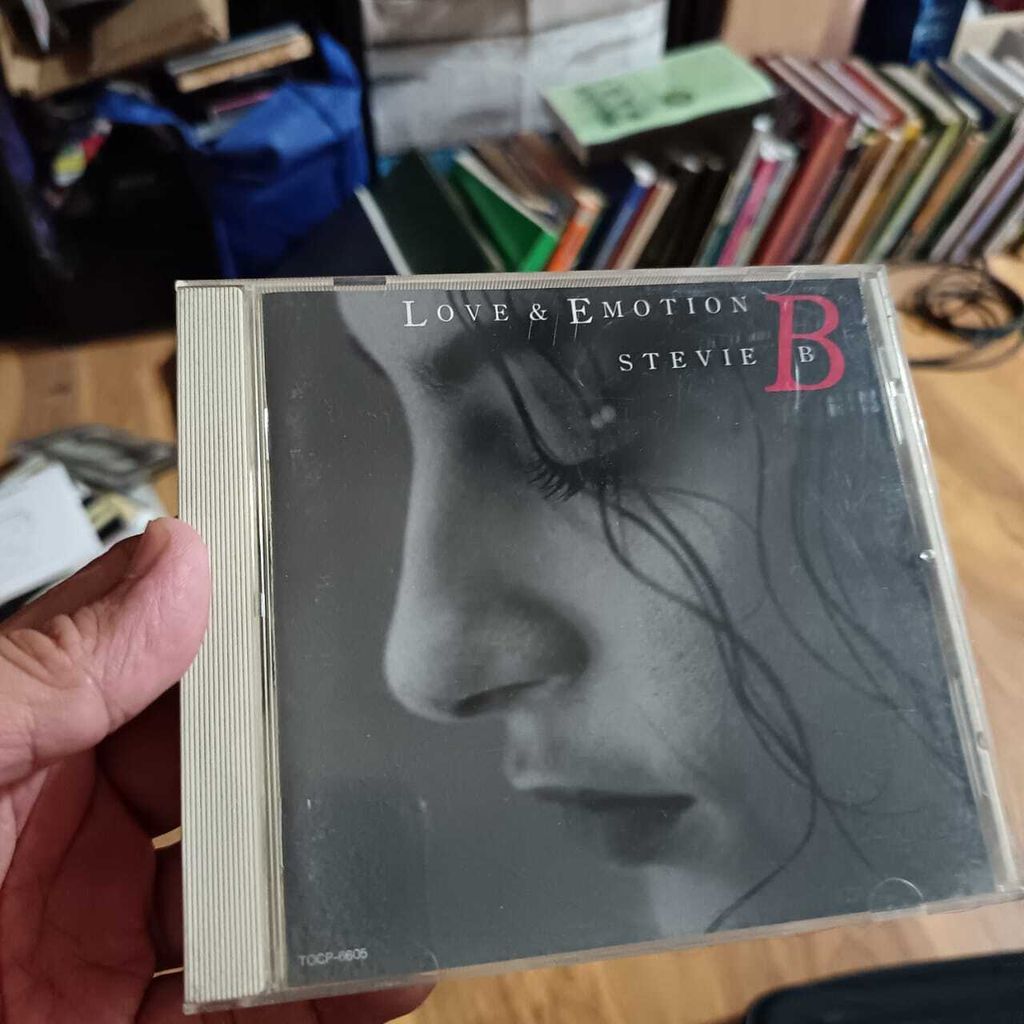 LOVE & EMOTION
STEVIE B
B
TOCP-6605